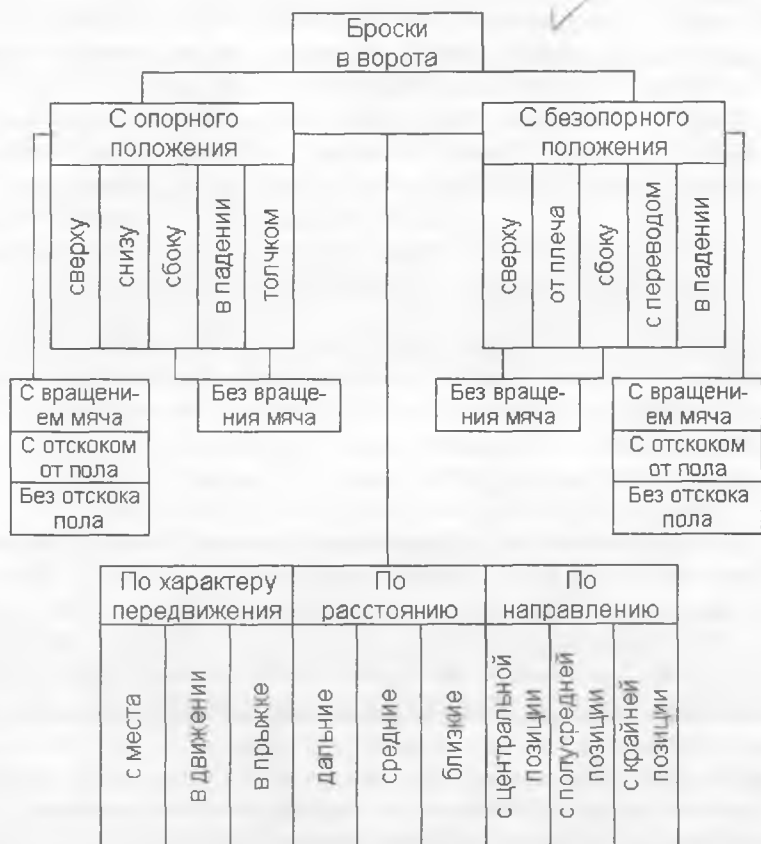 Броски
в ворота
С опорного
положения
сверху
снизу
сбоку
в падении
толчком
С безопорного
положения
сверху
от плеча
сбоку
с переводом
в падении
С вращени-
ем мяча
С отскоком
от пола
Без отскока
пола
Без враще-
ния мяча
Без враще-
ния мяча
С вращени-
ем мяча
С отскоком
от пола
Без отскока
пола
По характеру
передвижения
с места
в движении
в прыжке
По
расстоянию
дальние
средние
близкие
По
направлению
с центральной
позиции
с полусредней
позиции
с крайней
позиции